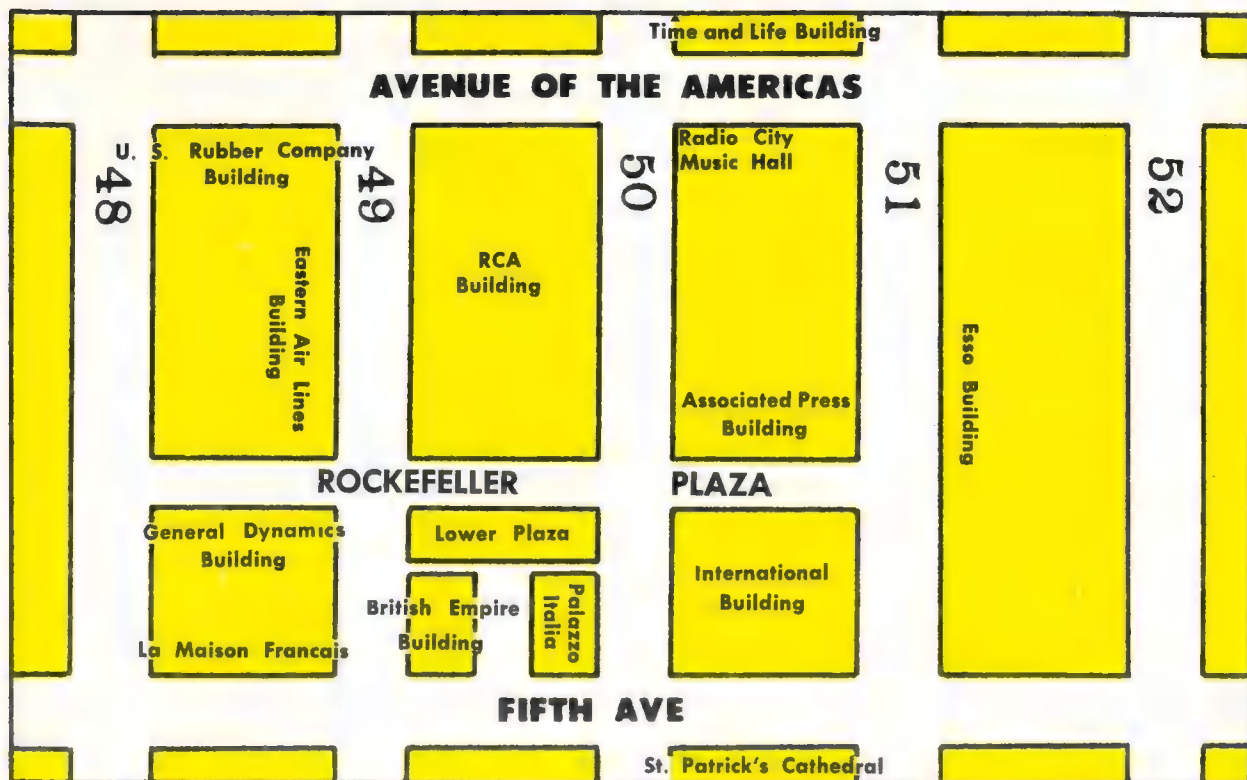 Time and Life Building
AVENUE OF THE AMERICAS
U. S. Rubber Company
Building
48
49
Radio City
Music Hall
50
51
52
Eastern Air Lines
Building
RCA
Building
Esso Building
Associated Press
Building
ROCKEFELLER PLAZA
General Dynamics
Building
Lower Plaza
International
Building
British Empire
Building
Palazzo
Italia
La Maison Francais
FIFTH AVE
St. Patrick's Cathedral